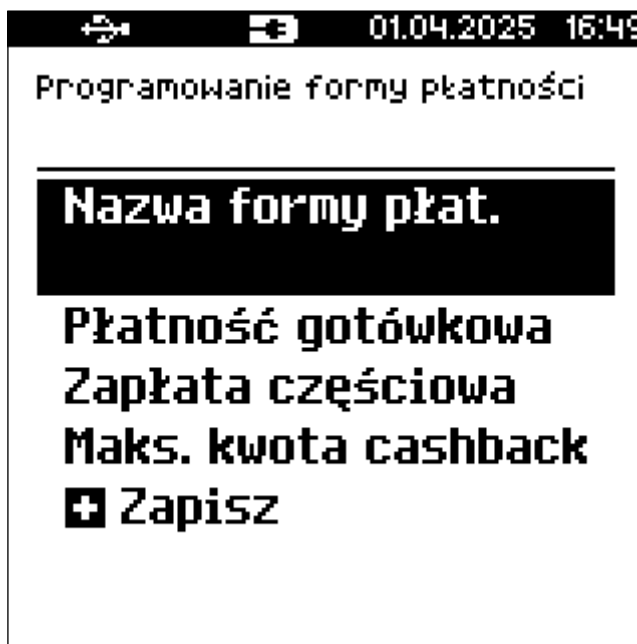 01.04.2025 16:49
Programowanie formy płatności
Nazwa formy płat.
Płatność gotówkowa
Zapłata częściowa
Maks. kwota cashback
Zapisz